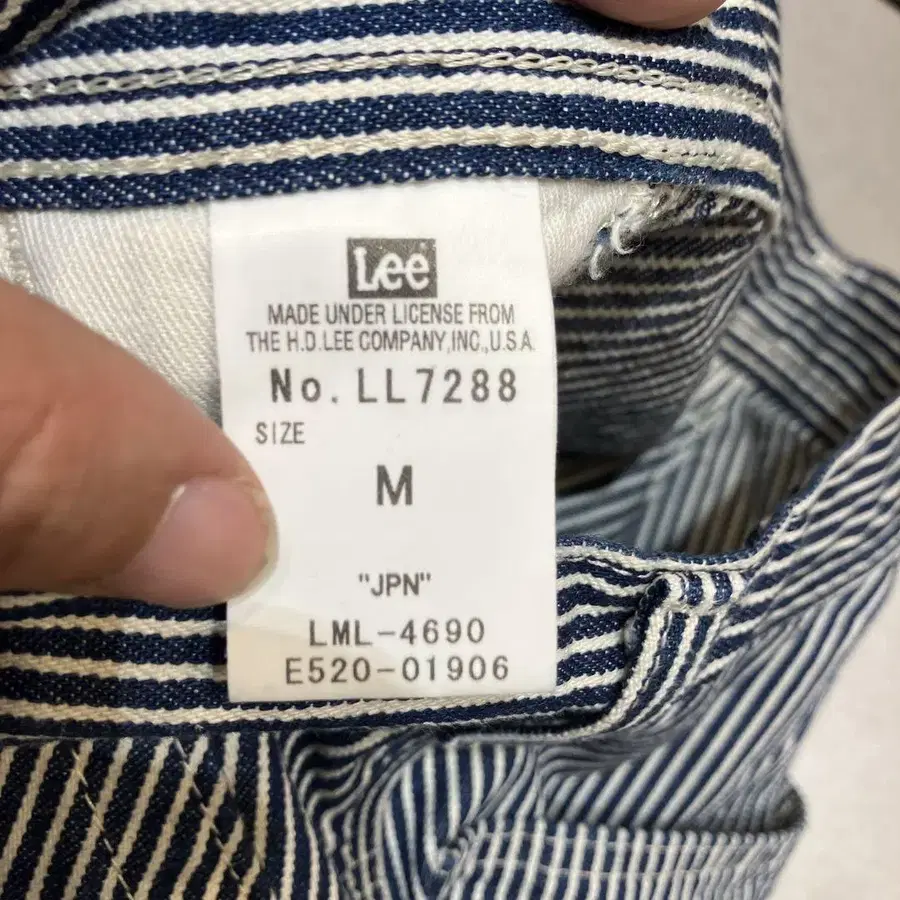 Lee
MADE UNDER LICENSE FROM
THE H.D.LEE COMPANY,INC.,U.S.A.
No. LL7288
SIZE
M
"JPN"
LML-4690
E520-01906